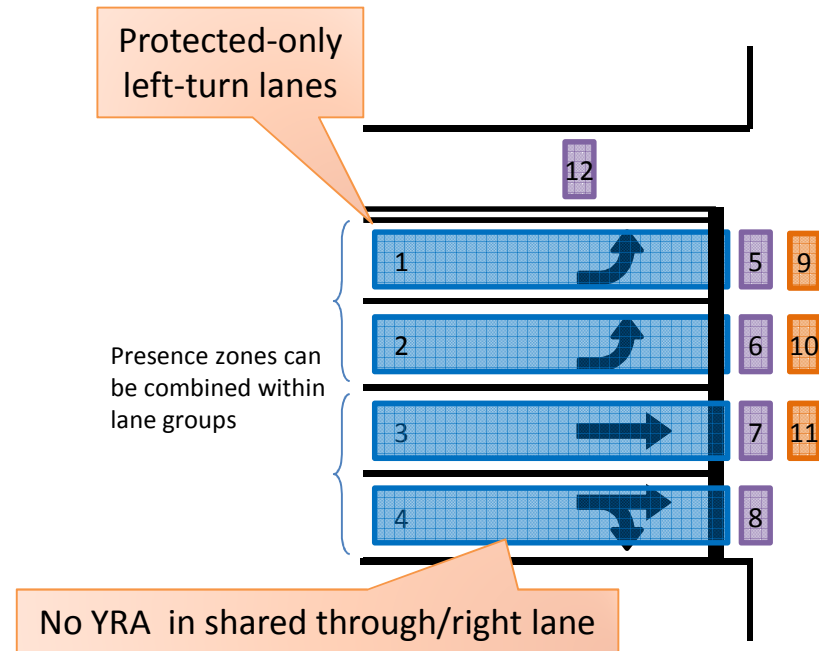 Protected-only
left-turn lanes
12
1 5 9
2 6 10
Presence zones can
be combined within
lane groups
3 7 11
4 8
No YRA in shared through/right lane